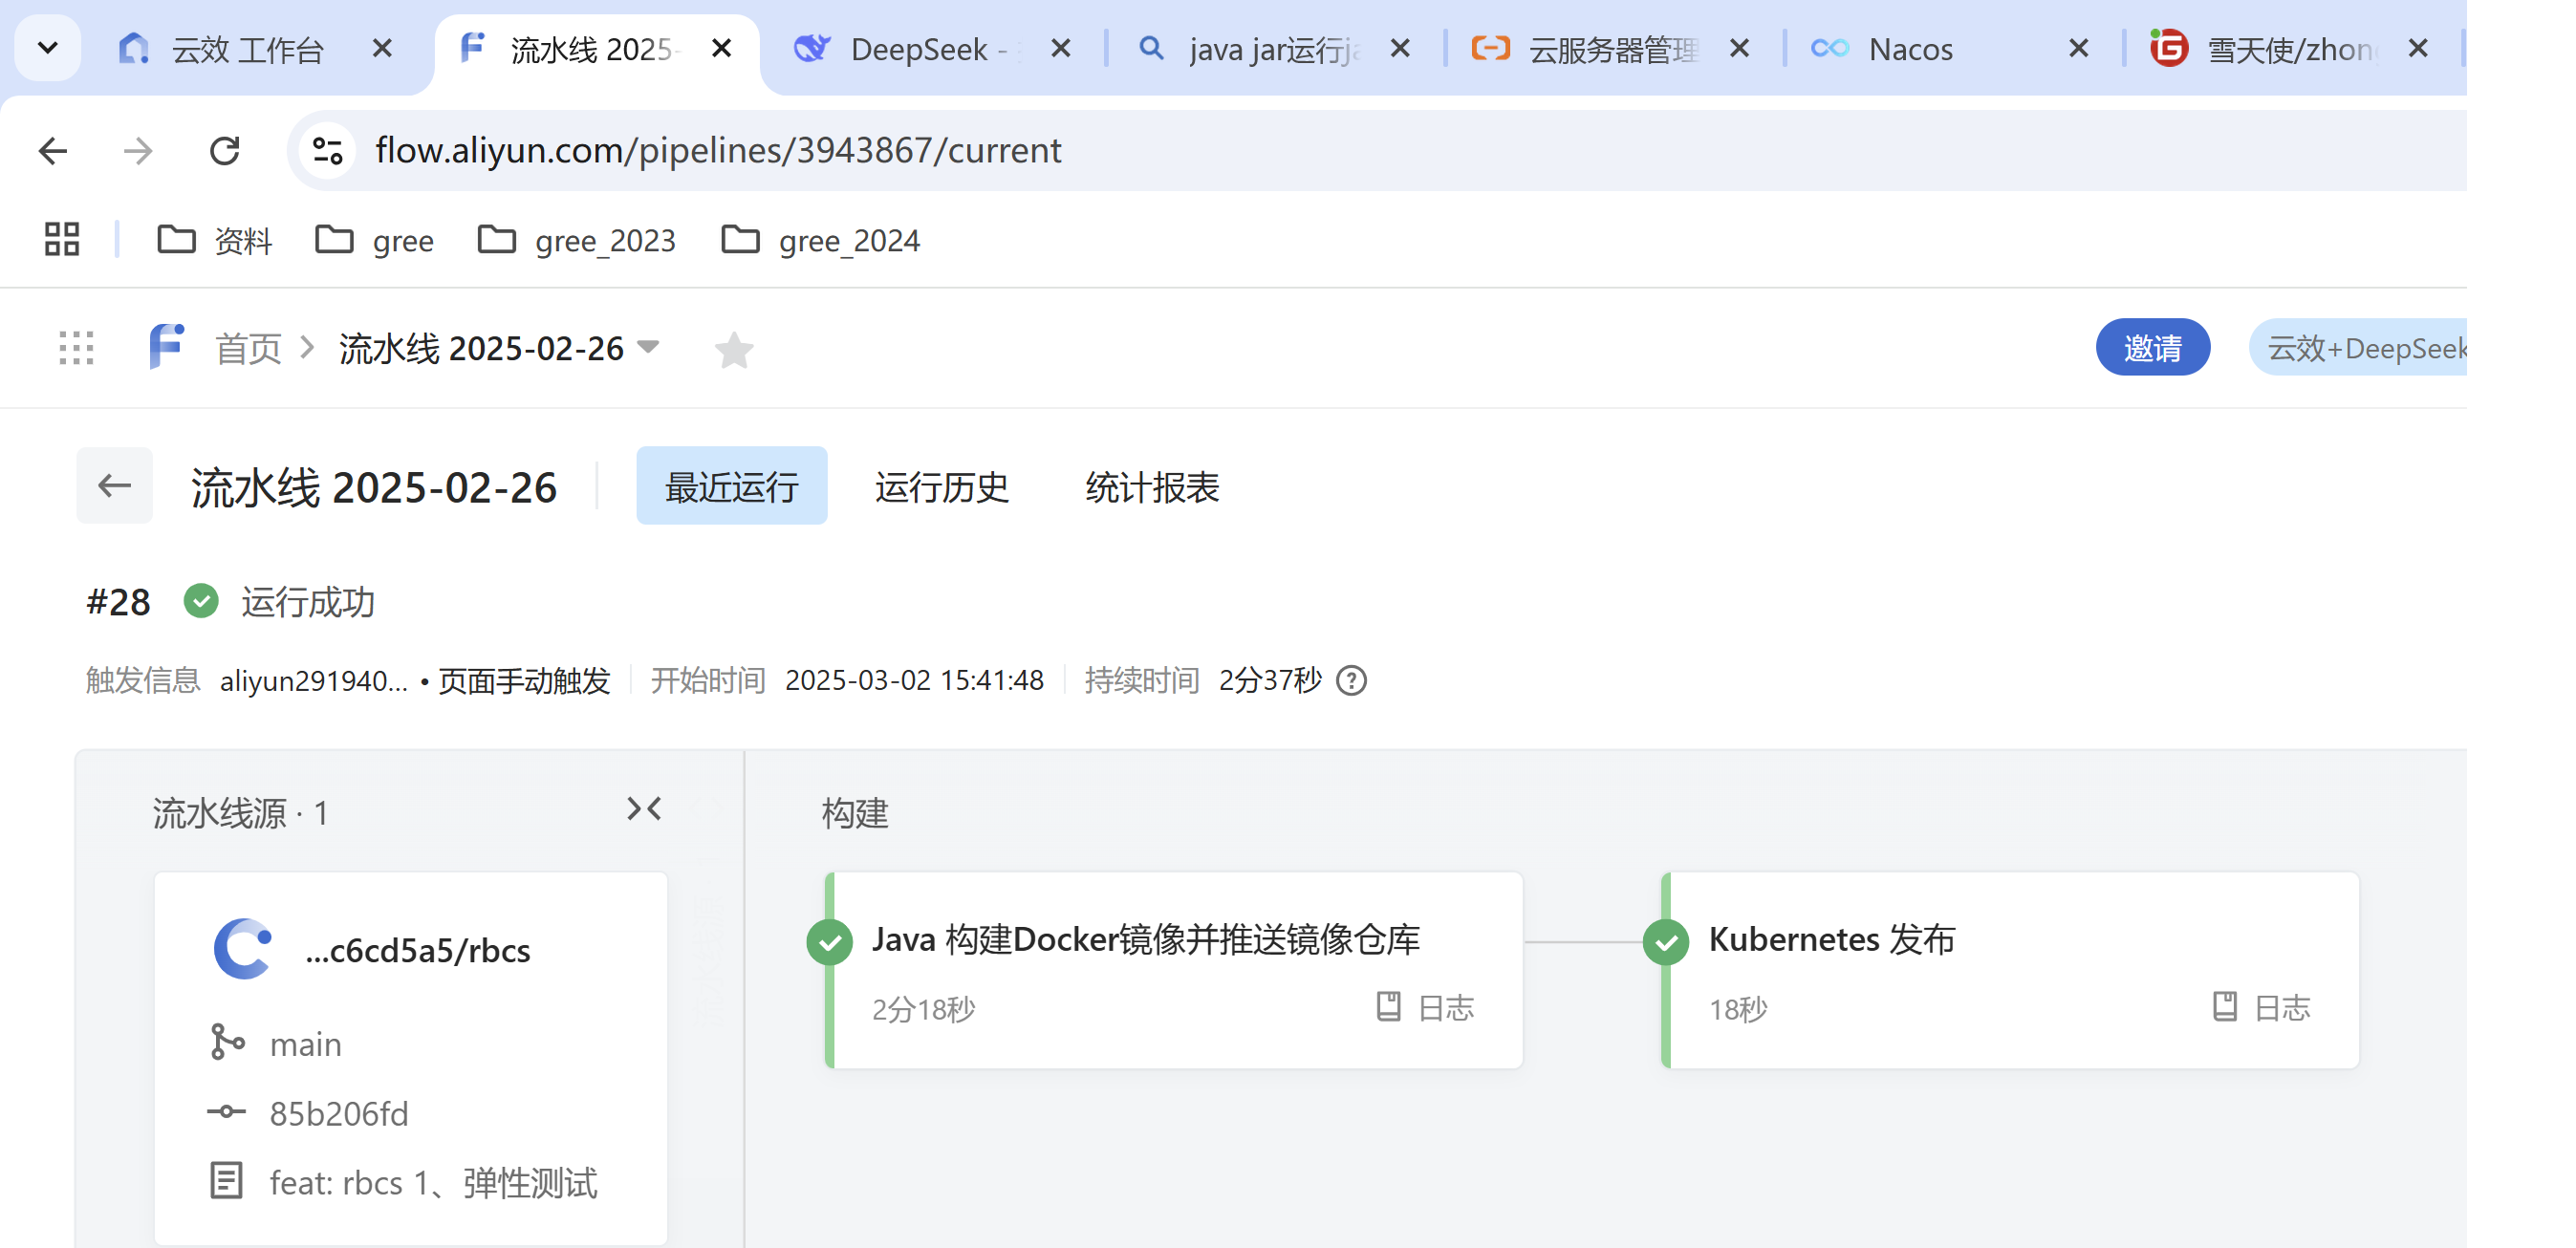 云效 工作台
流水线 2025-
DeepSeek -
java jar运行ja
云服务器管理
Nacos
雪天使/zhon
flow.aliyun.com/pipelines/3943867/current
资料 gree gree_2023 gree_2024
首页 流水线 2025-02-26 邀请 云效+DeepSeek
流水线 2025-02-26 最近运行 运行历史 统计报表
#28 运行成功
触发信息 aliyun291940... • 页面手动触发 开始时间 2025-03-02 15:41:48 持续时间 2分37秒
流水线源 · 1
...c6cd5a5/rbcs
main
85b206fd
feat: rbcs 1、弹性测试
构建
Java 构建Docker镜像并推送镜像仓库
2分18秒 日志
Kubernetes 发布
18秒 日志